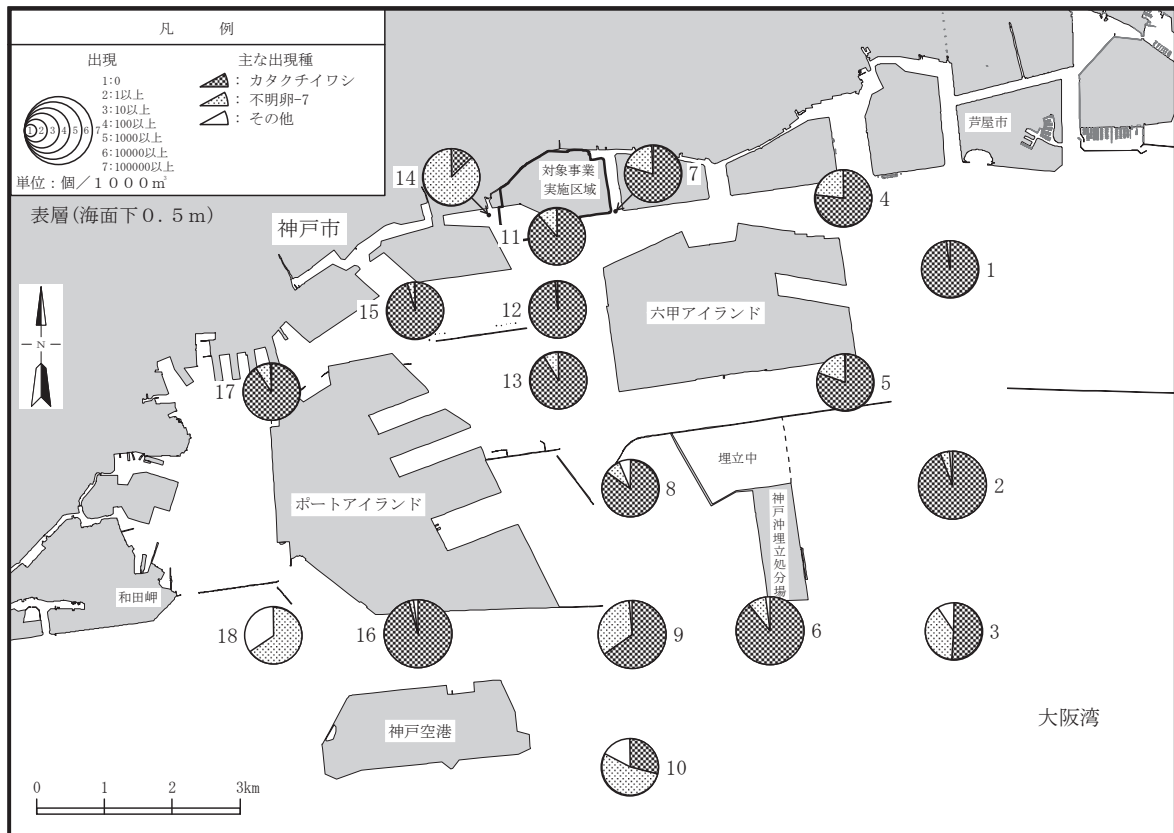 凡 例
出現
1:0
2:1以上
3:10以上
4:100以上
5:1000以上
6:10000以上
7:100000以上
1 2 3 4 5 6 7
単位：個／１０００㎥
主な出現種
： カタクチイワシ
： 不明卵-7
： その他
表層(海面下０.５ｍ)
神戸市
芦屋市
対象事業
実施区域
六甲アイランド
ポートアイランド
埋立中
神戸沖埋立処分場
和田岬
神戸空港
大阪湾
N
14
7
4
11
1
15
12
13
5
17
8
2
18
16
9
6
3
10
0 1 2 3km